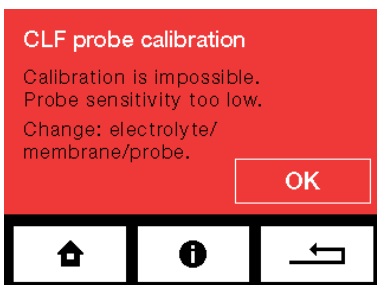 CLF probe calibration
Calibration is impossible.
Probe sensitivity too low.
Change: electrolyte/
membrane/probe.
OK